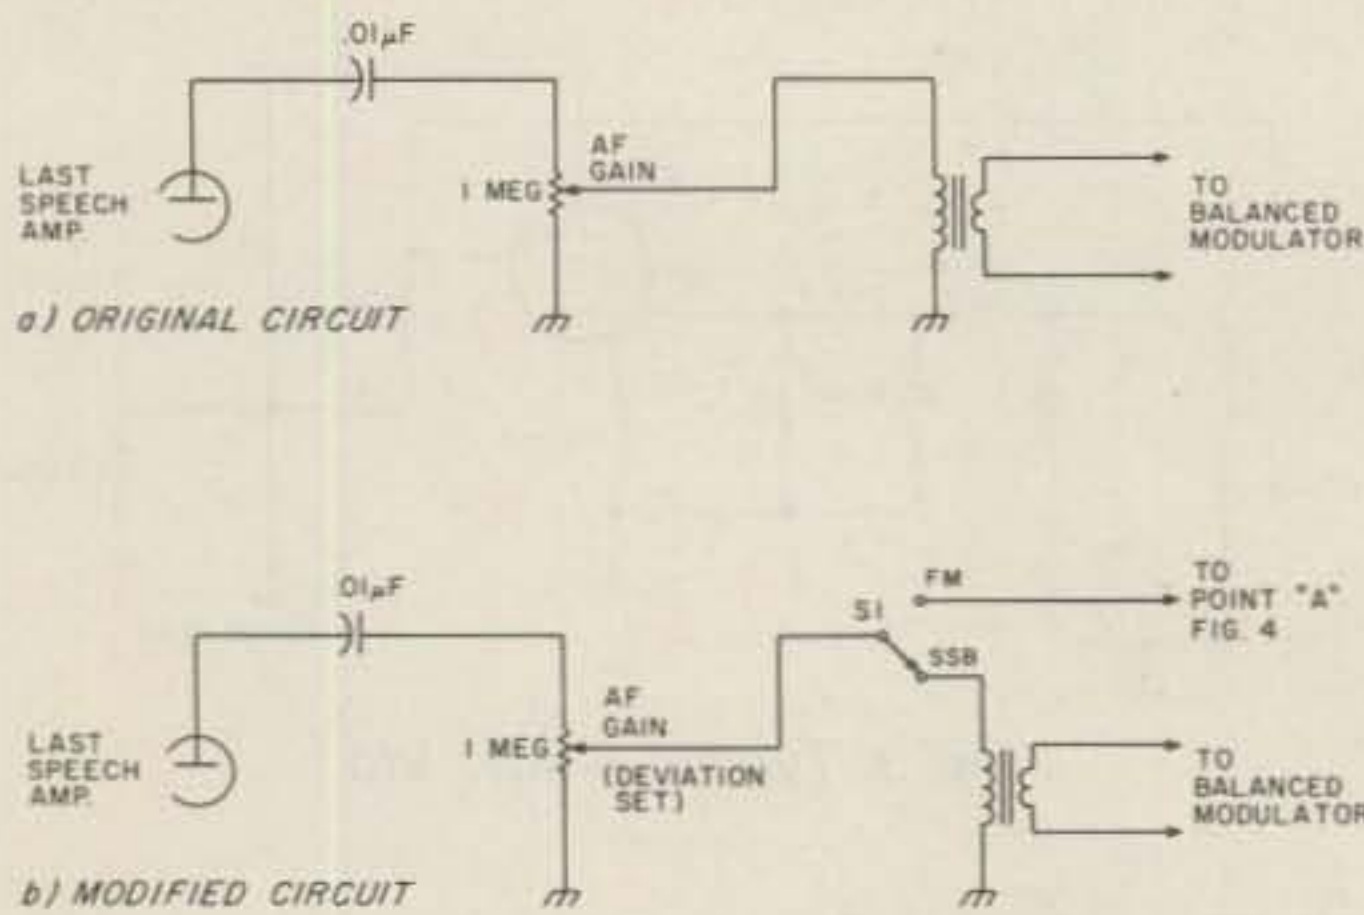 .01µF
LAST
SPEECH
AMP.
1 MEG
AF
GAIN
TO
BALANCED
MODULATOR
a) ORIGINAL CIRCUIT
.01µF
LAST
SPEECH
AMP.
1 MEG
AF
GAIN
(DEVIATION
SET)
S1
FM
SSB
TO
POINT "A"
FIG. 4
TO
BALANCED
MODULATOR
b) MODIFIED CIRCUIT